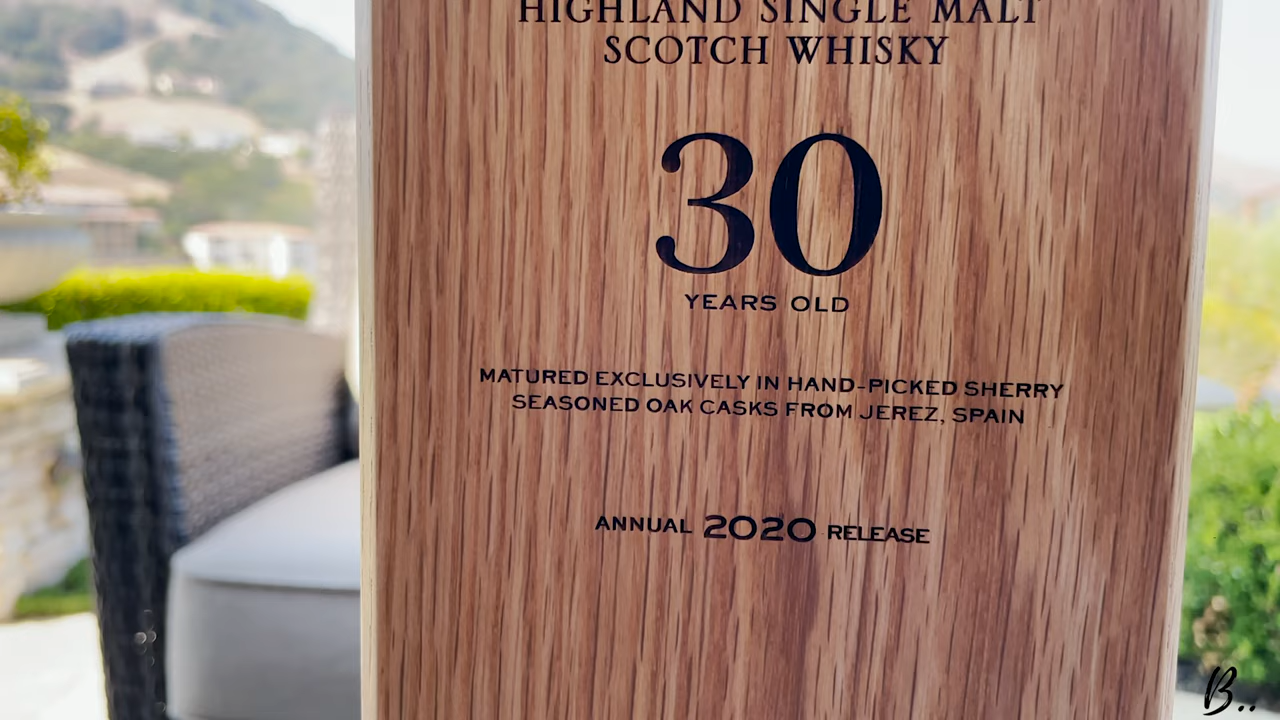 HIGHLAND SINGLE MALT
SCOTCH WHISKY
30
YEARS OLD
MATURED EXCLUSIVELY IN HAND-PICKED SHERRY
SEASONED OAK CASKS FROM JEREZ, SPAIN
ANNUAL 2020 RELEASE
B..